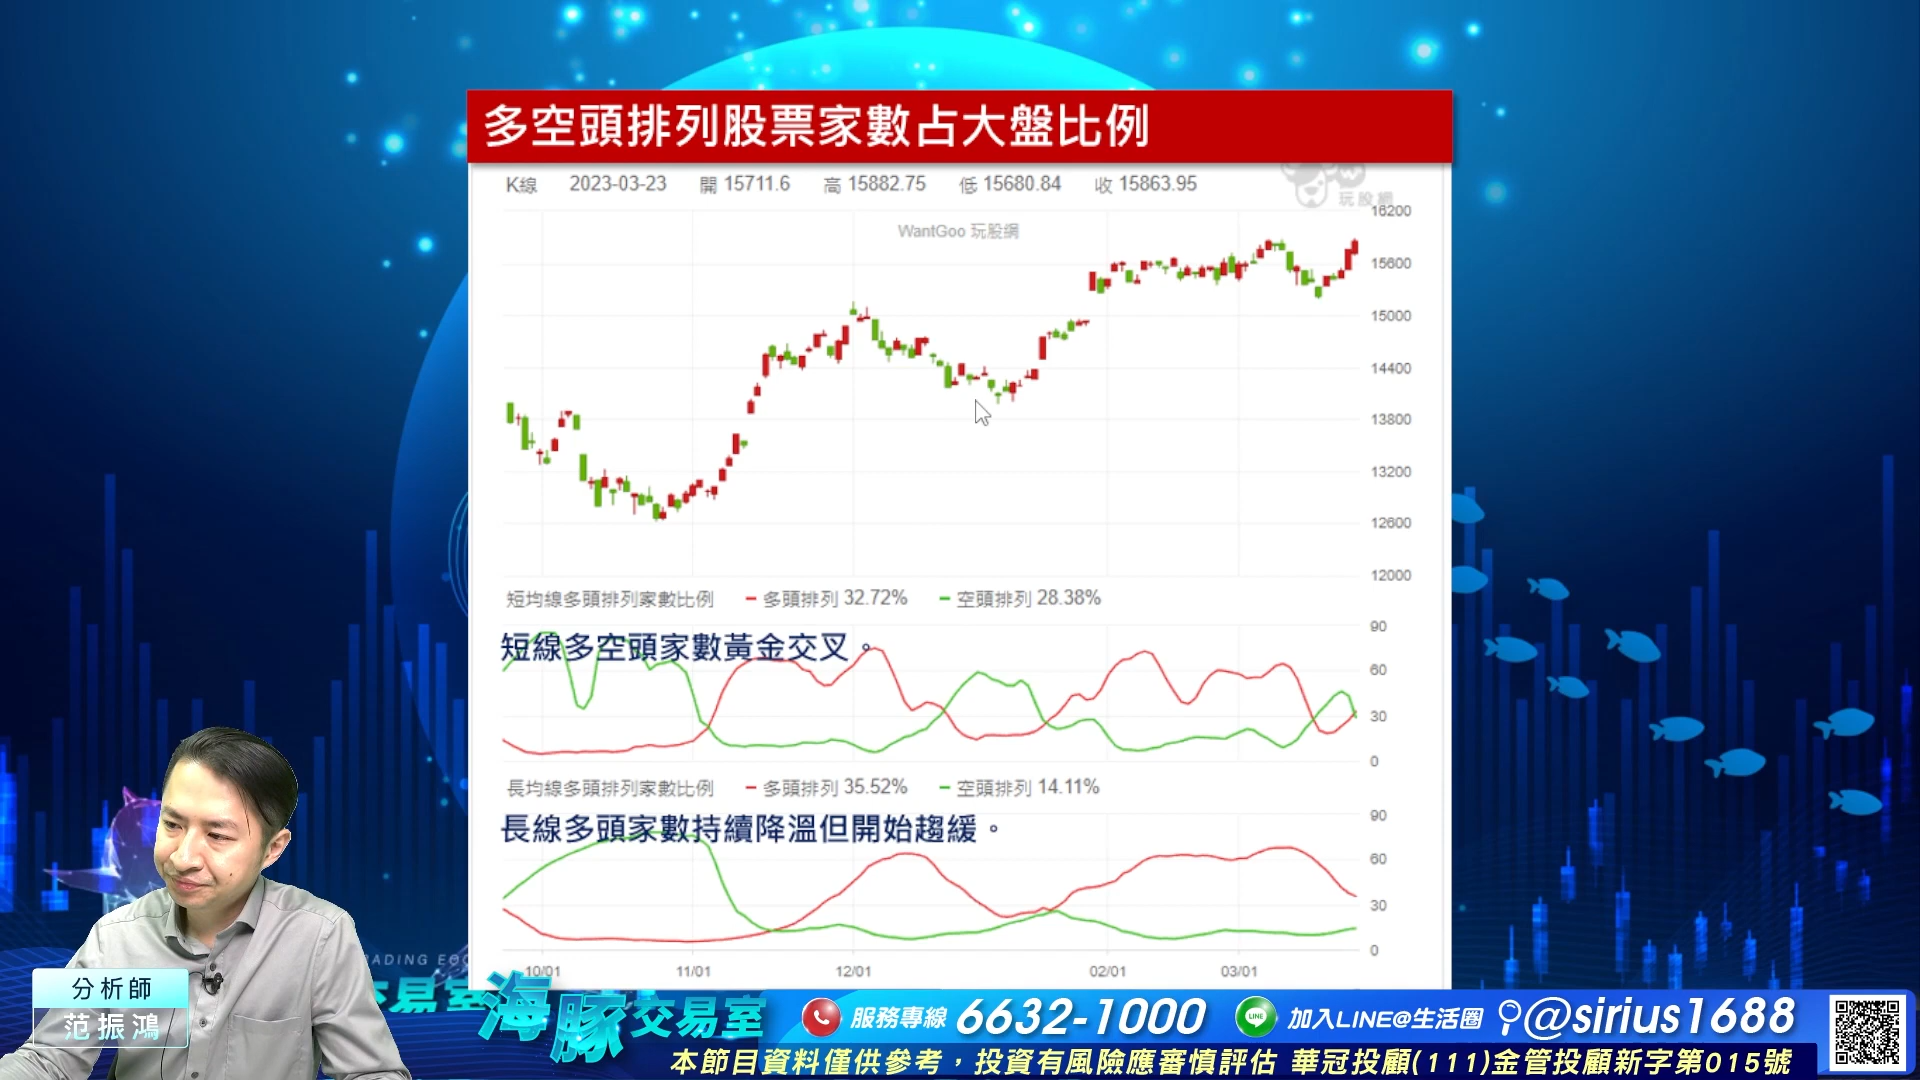 多空頭排列股票家數占大盤比例
K線 2023-03-23 開 15711.6 高 15882.75 低 15680.84 收 15863.95
玩股網
WantGoo 玩股網
16200
15600
15000
14400
13800
13200
12600
12000
短均線多頭排列家數比例 多頭排列 32.72% 空頭排列 28.38%
短線多空頭家數黃金交叉。
90
60
30
0
長均線多頭排列家數比例 多頭排列 35.52% 空頭排列 14.11%
長線多頭家數持續降溫但開始趨緩。
90
60
30
0
10/01 11/01 12/01 02/01 03/01
分析師
范振鴻
交易室
海豚交易室
服務專線 6632-1000
LINE
加入LINE@生活圈 @sirius1688
本節目資料僅供參考，投資有風險應審慎評估 華冠投顧(111)金管投顧新字第015號